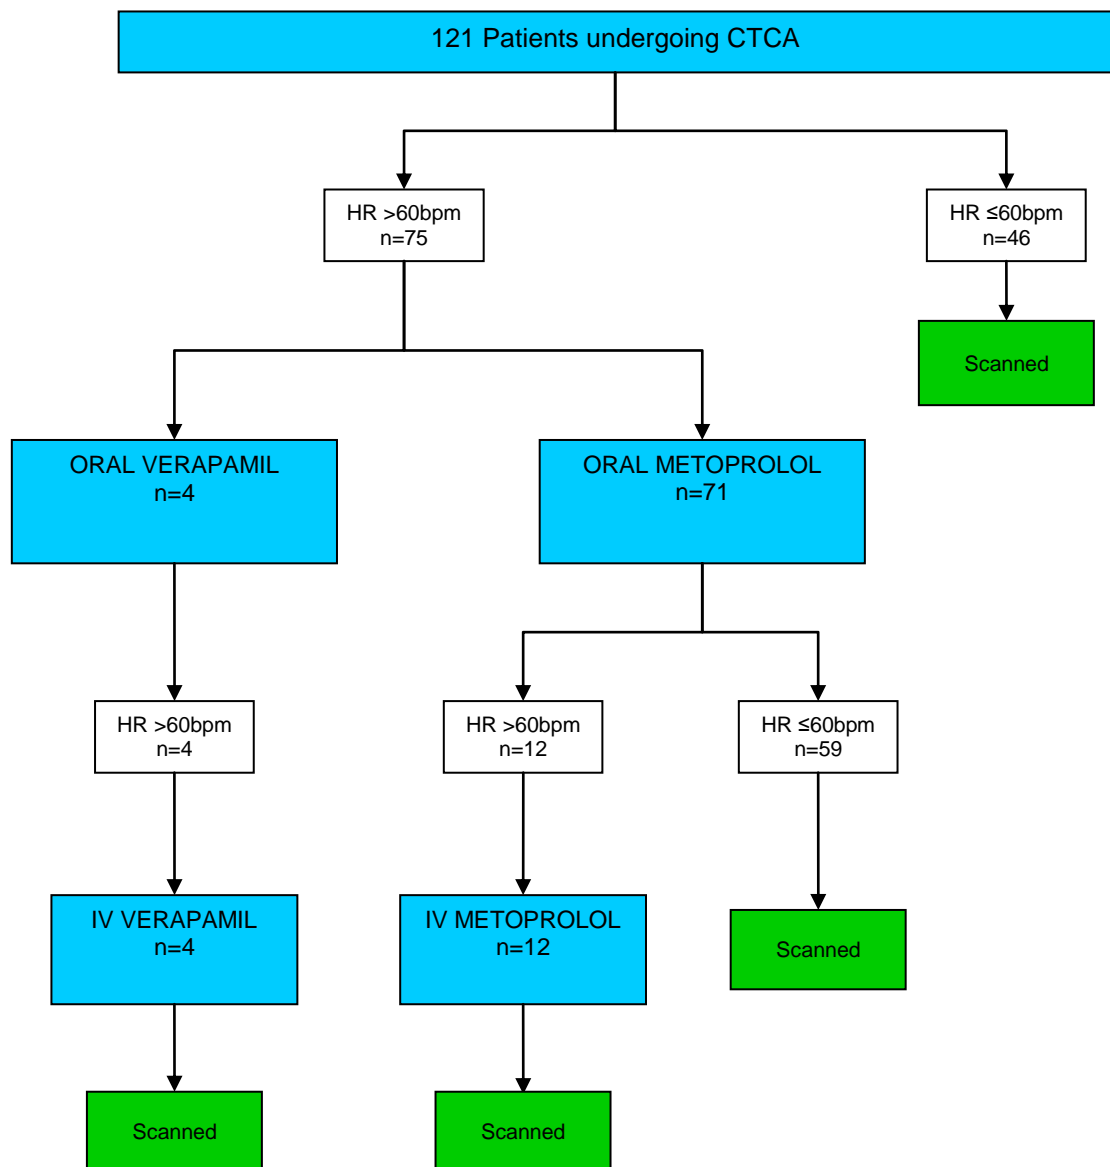 121 Patients undergoing CTCA
HR >60bpm
n=75
HR ≤60bpm
n=46
Scanned
ORAL VERAPAMIL
n=4
ORAL METOPROLOL
n=71
HR >60bpm
n=4
HR >60bpm
n=12
HR ≤60bpm
n=59
IV VERAPAMIL
n=4
IV METOPROLOL
n=12
Scanned
Scanned
Scanned